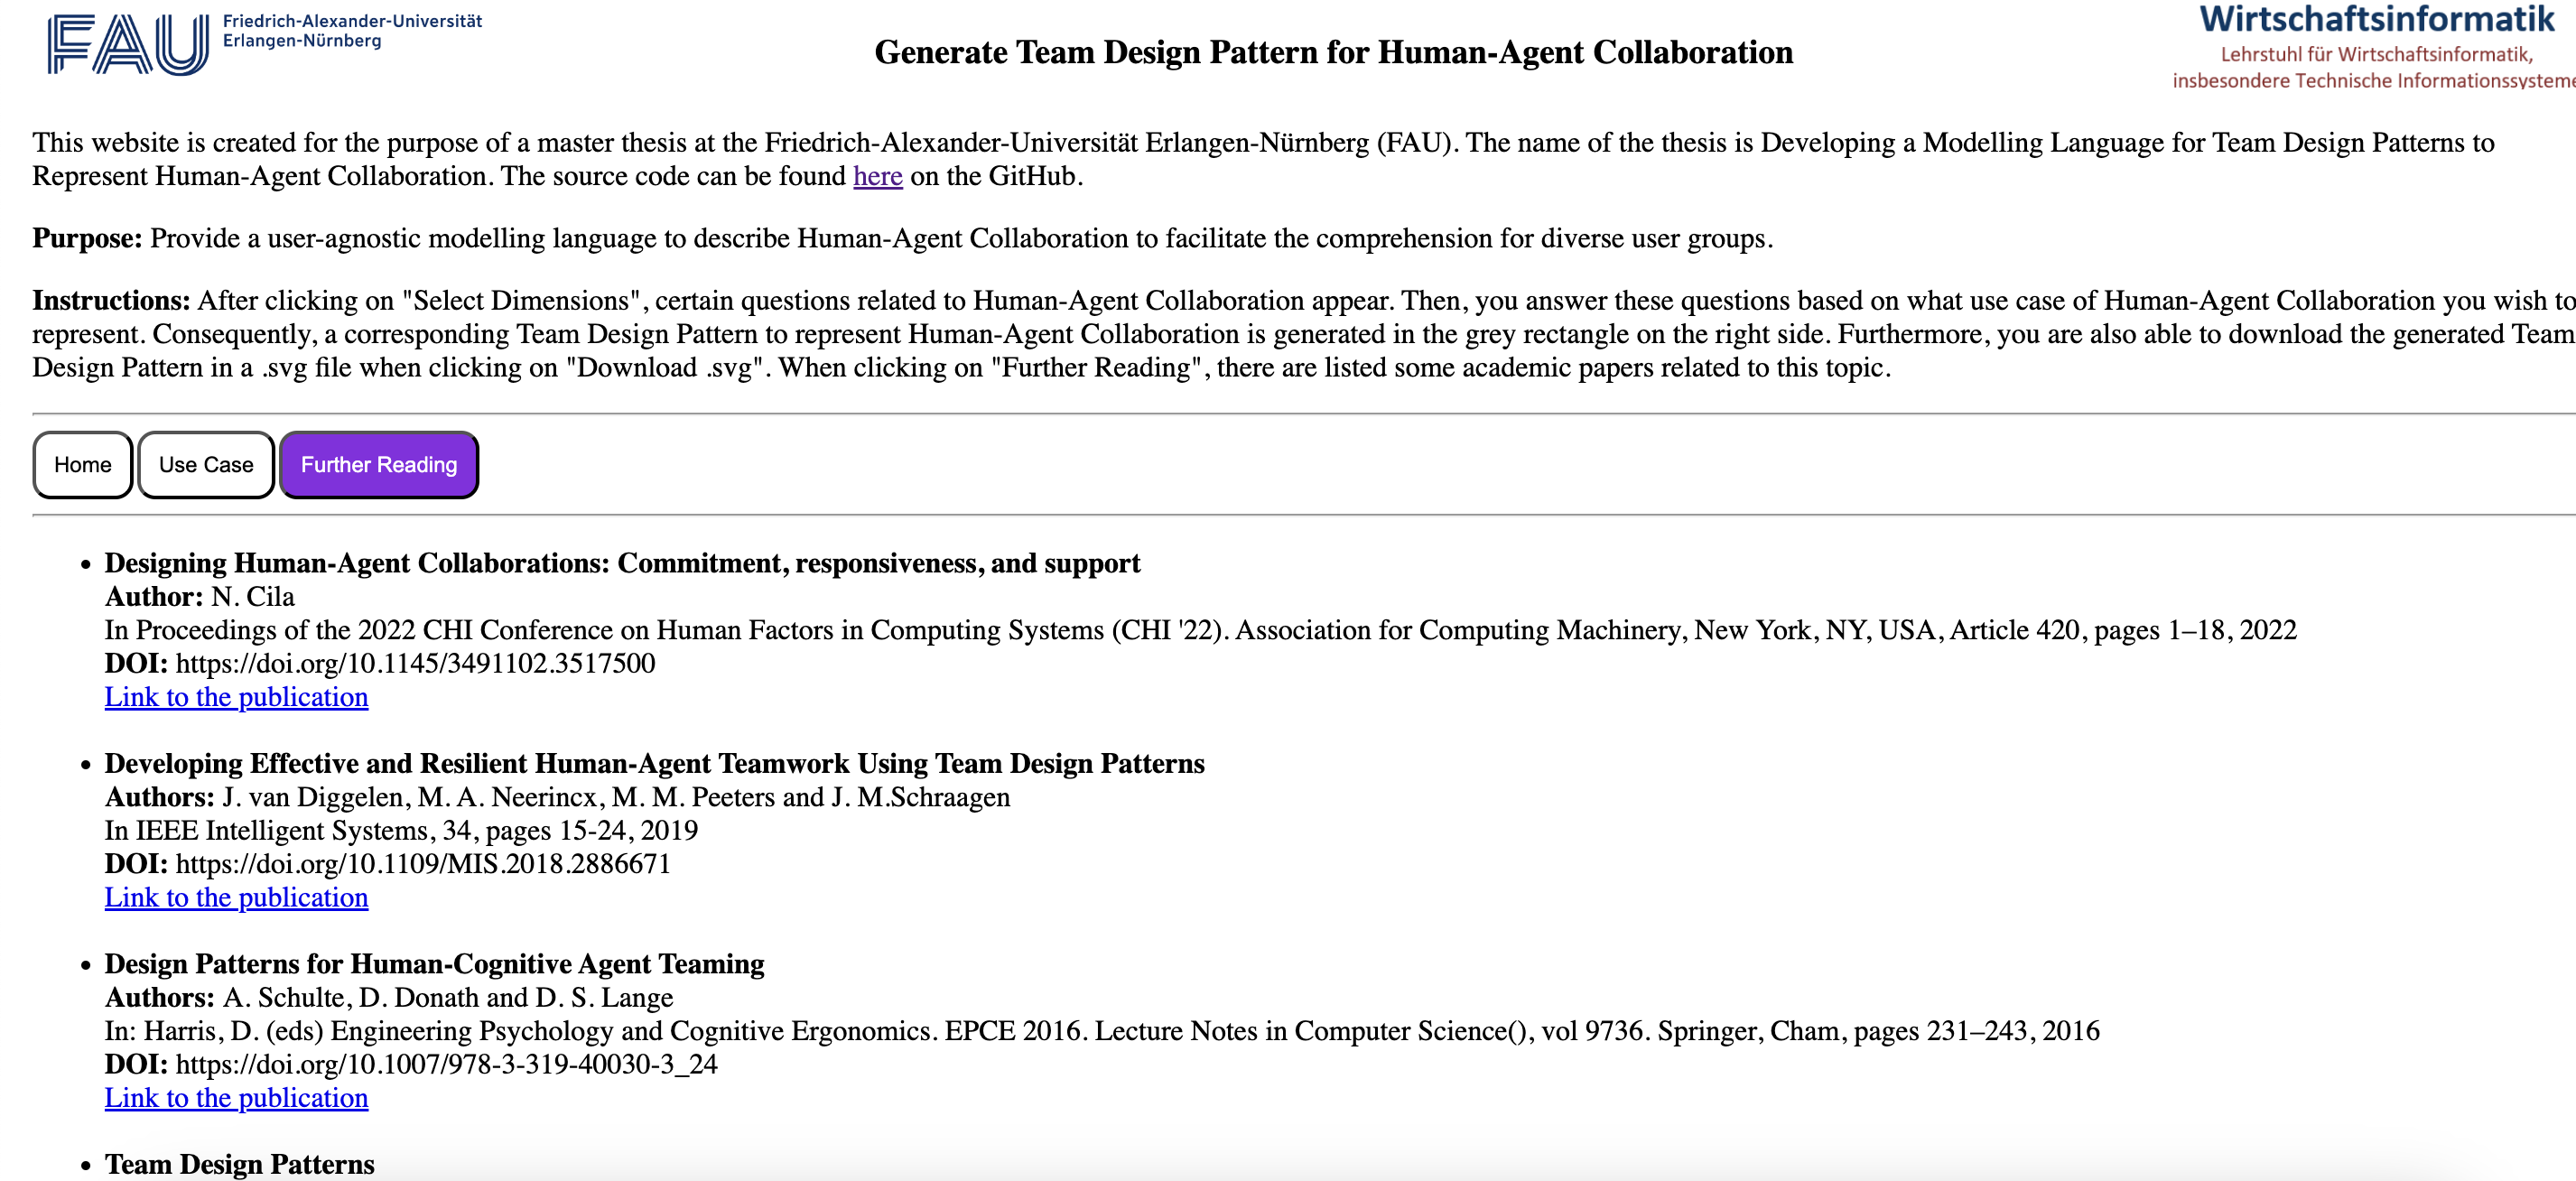 FAU Friedrich-Alexander-Universität
Erlangen-Nürnberg
Generate Team Design Pattern for Human-Agent Collaboration
Wirtschaftsinformatik
Lehrstuhl für Wirtschaftsinformatik,
insbesondere Technische Informationssysteme
This website is created for the purpose of a master thesis at the Friedrich-Alexander-Universität Erlangen-Nürnberg (FAU). The name of the thesis is Developing a Modelling Language for Team Design Patterns to
Represent Human-Agent Collaboration. The source code can be found here on the GitHub.
Purpose: Provide a user-agnostic modelling language to describe Human-Agent Collaboration to facilitate the comprehension for diverse user groups.
Instructions: After clicking on "Select Dimensions", certain questions related to Human-Agent Collaboration appear. Then, you answer these questions based on what use case of Human-Agent Collaboration you wish to
represent. Consequently, a corresponding Team Design Pattern to represent Human-Agent Collaboration is generated in the grey rectangle on the right side. Furthermore, you are also able to download the generated Team
Design Pattern in a .svg file when clicking on "Download .svg". When clicking on "Further Reading", there are listed some academic papers related to this topic.
Home Use Case Further Reading
• Designing Human-Agent Collaborations: Commitment, responsiveness, and support
Author: N. Cila
In Proceedings of the 2022 CHI Conference on Human Factors in Computing Systems (CHI '22). Association for Computing Machinery, New York, NY, USA, Article 420, pages 1–18, 2022
DOI: https://doi.org/10.1145/3491102.3517500
Link to the publication
• Developing Effective and Resilient Human-Agent Teamwork Using Team Design Patterns
Authors: J. van Diggelen, M. A. Neerincx, M. M. Peeters and J. M.Schraagen
In IEEE Intelligent Systems, 34, pages 15-24, 2019
DOI: https://doi.org/10.1109/MIS.2018.2886671
Link to the publication
• Design Patterns for Human-Cognitive Agent Teaming
Authors: A. Schulte, D. Donath and D. S. Lange
In: Harris, D. (eds) Engineering Psychology and Cognitive Ergonomics. EPCE 2016. Lecture Notes in Computer Science(), vol 9736. Springer, Cham, pages 231–243, 2016
DOI: https://doi.org/10.1007/978-3-319-40030-3_24
Link to the publication
• Team Design Patterns